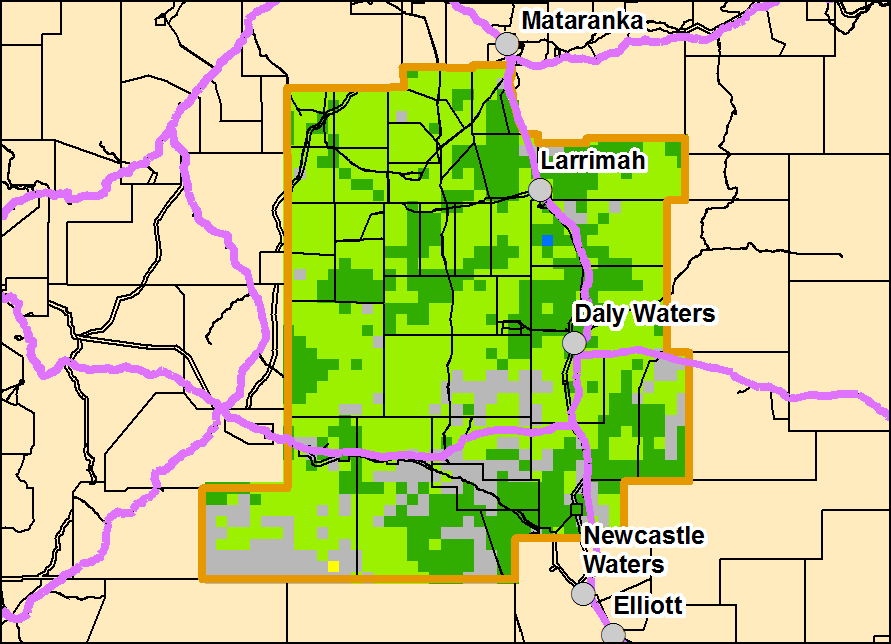 Mataranka
Larrimah
Daly Waters
Newcastle
Waters
Elliott